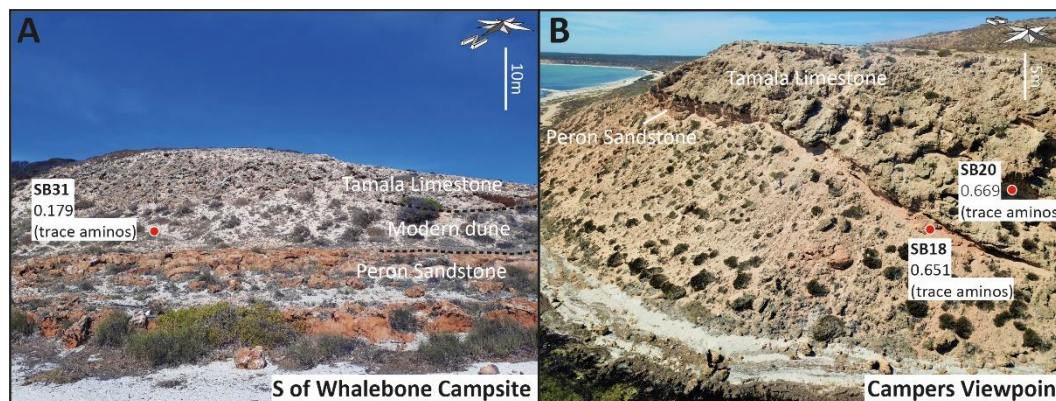 A
10m
Tamala Limestone
SB31
0.179
(trace aminos)
Modern dune
Peron Sandstone
S of Whalebone Campsite
B
5m
Tamala Limestone
Peron Sandstone
SB20
0.669
(trace aminos)
SB18
0.651
(trace aminos)
Campers Viewpoin